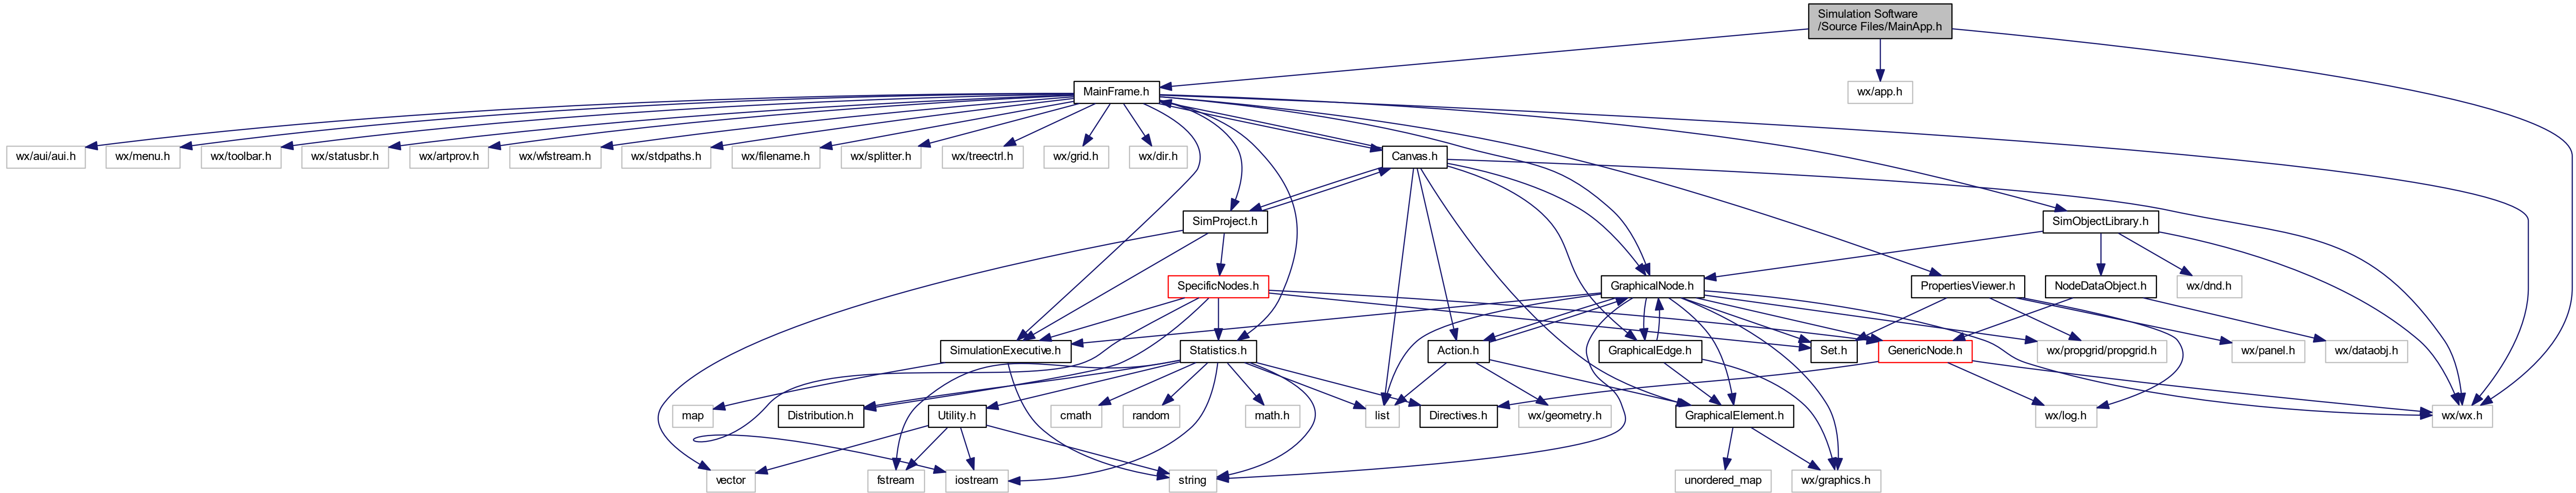 Simulation Software
/Source Files/MainApp.h
MainFrame.h
wx/app.h
wx/aui/aui.h
wx/menu.h
wx/toolbar.h
wx/statusbr.h
wx/artprov.h
wx/wfstream.h
wx/stdpaths.h
wx/filename.h
wx/splitter.h
wx/treectrl.h
wx/grid.h
wx/dir.h
Canvas.h
SimProject.h
SimObjectLibrary.h
SpecificNodes.h
GraphicalNode.h
PropertiesViewer.h
NodeDataObject.h
wx/dnd.h
SimulationExecutive.h
Statistics.h
Action.h
GraphicalEdge.h
Set.h
GenericNode.h
wx/propgrid/propgrid.h
wx/panel.h
wx/dataobj.h
map
Distribution.h
Utility.h
cmath
random
math.h
list
Directives.h
wx/geometry.h
GraphicalElement.h
wx/log.h
wx/wx.h
vector
fstream
iostream
string
unordered_map
wx/graphics.h